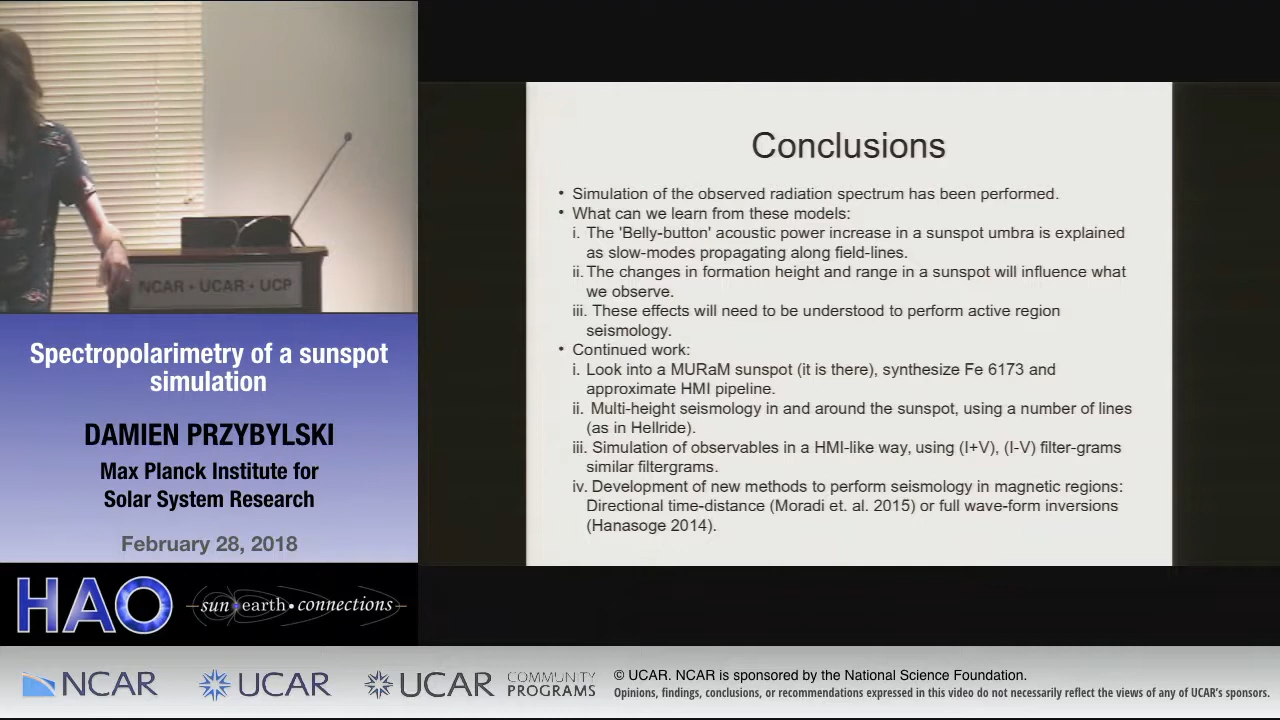 NCAR • UCAR • UCP
Spectropolarimetry of a sunspot
simulation
DAMIEN PRZYBYLSKI
Max Planck Institute for
Solar System Research
February 28, 2018
HAO
sun•earth•connections
Conclusions
• Simulation of the observed radiation spectrum has been performed.
• What can we learn from these models:
i. The 'Belly-button' acoustic power increase in a sunspot umbra is explained
as slow-modes propagating along field-lines.
ii. The changes in formation height and range in a sunspot will influence what
we observe.
iii. These effects will need to be understood to perform active region
seismology.
• Continued work:
i. Look into a MURaM sunspot (it is there), synthesize Fe 6173 and
approximate HMI pipeline.
ii. Multi-height seismology in and around the sunspot, using a number of lines
(as in Hellride).
iii. Simulation of observables in a HMI-like way, using (I+V), (I-V) filter-grams
similar filtergrams.
iv. Development of new methods to perform seismology in magnetic regions:
Directional time-distance (Moradi et. al. 2015) or full wave-form inversions
(Hanasoge 2014).
NCAR
UCAR
UCAR
COMMUNITY
PROGRAMS
© UCAR. NCAR is sponsored by the National Science Foundation.
Opinions, findings, conclusions, or recommendations expressed in this video do not necessarily reflect the views of any of UCAR's sponsors.